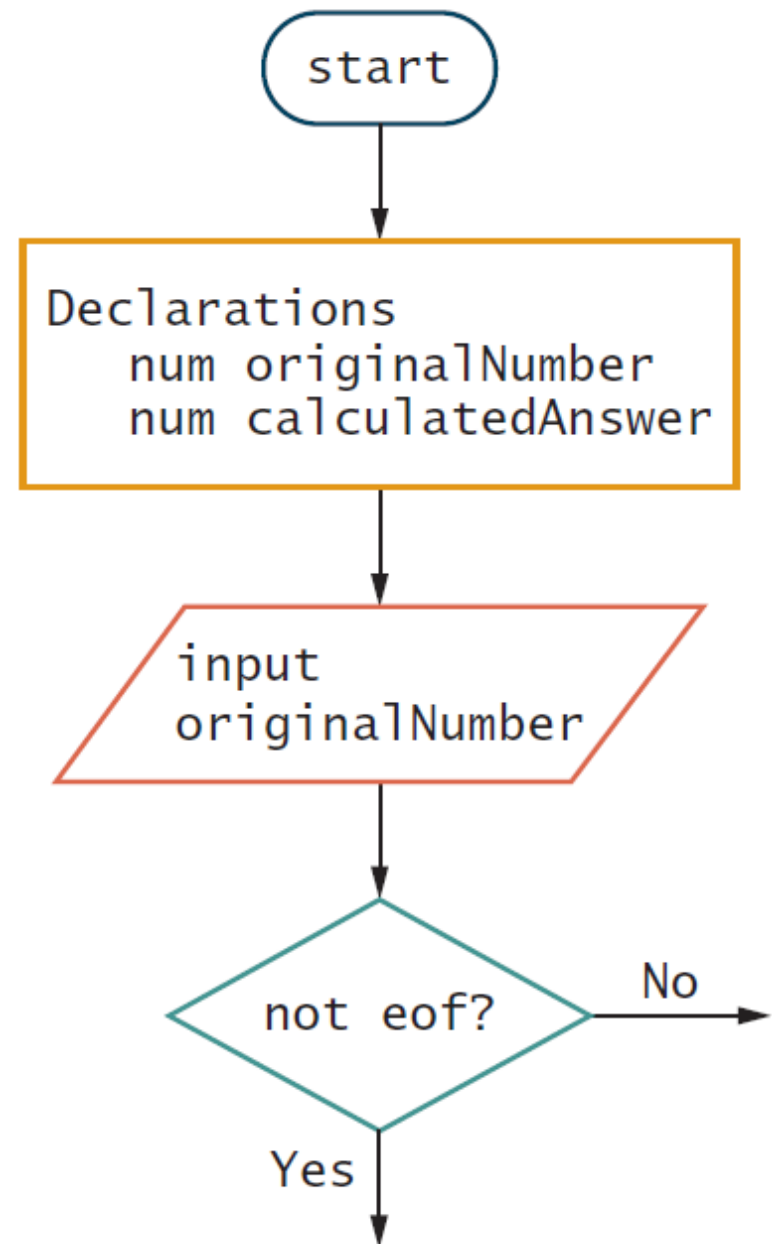 start
Declarations
num originalNumber
num calculatedAnswer
input
originalNumber
not eof?
No
Yes